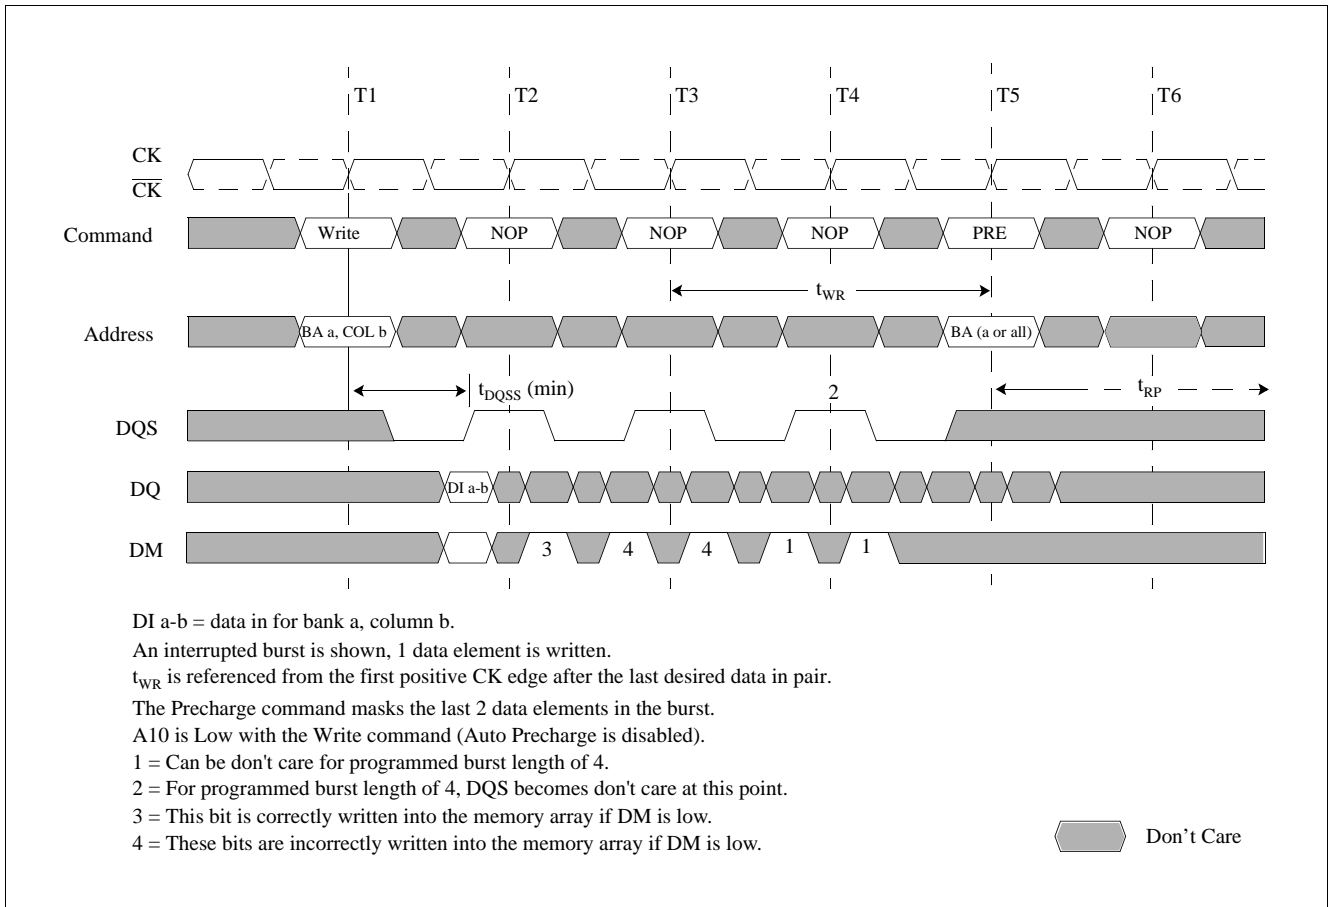 T1 T2 T3 T4 T5 T6
CK
CK
Command Write NOP NOP NOP PRE NOP
tWR
Address BA a, COL b BA (a or all)
tDQSS (min) 2 tRP
DQS
DQ DI a-b
DM 3 4 4 1 1
DI a-b = data in for bank a, column b.
An interrupted burst is shown, 1 data element is written.
tWR is referenced from the first positive CK edge after the last desired data in pair.
The Precharge command masks the last 2 data elements in the burst.
A10 is Low with the Write command (Auto Precharge is disabled).
1 = Can be don't care for programmed burst length of 4.
2 = For programmed burst length of 4, DQS becomes don't care at this point.
3 = This bit is correctly written into the memory array if DM is low.
4 = These bits are incorrectly written into the memory array if DM is low.
Don't Care